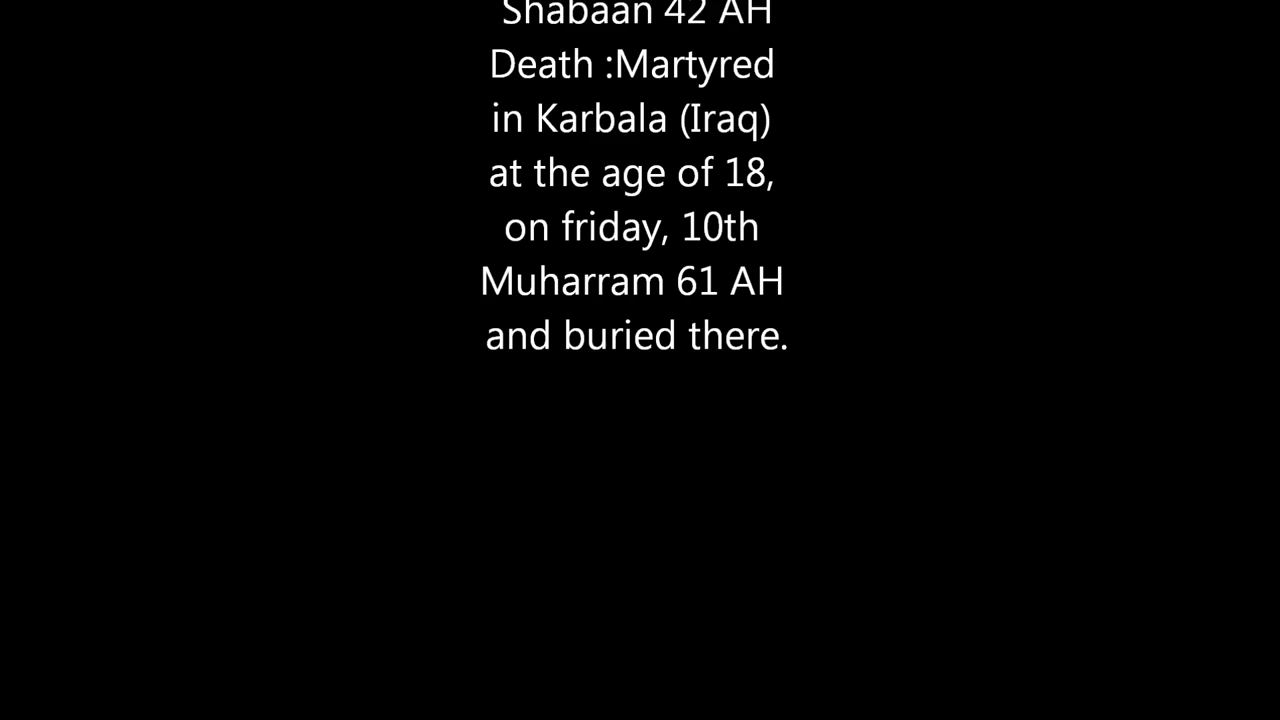 Shabaan 42 AH
Death :Martyred
in Karbala (Iraq)
at the age of 18,
on friday, 10th
Muharram 61 AH
and buried there.